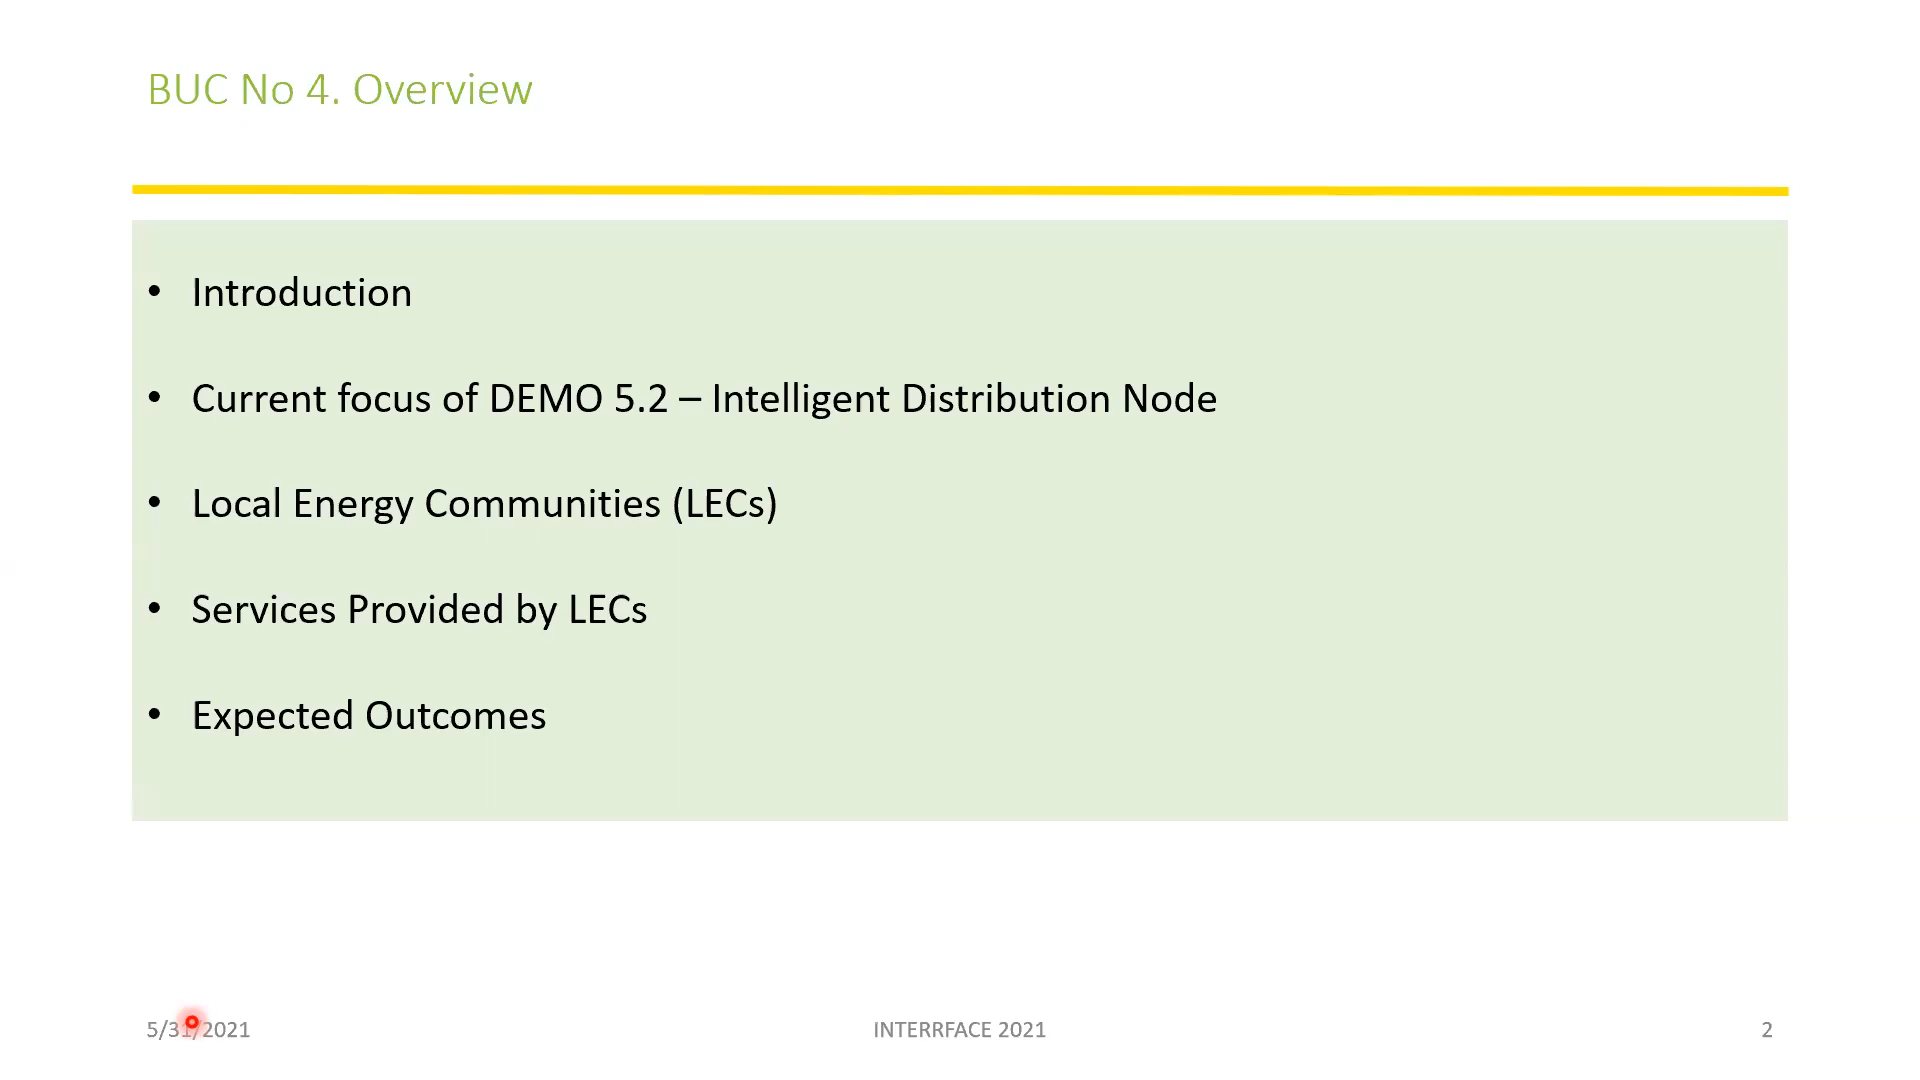 BUC No 4. Overview
• Introduction
• Current focus of DEMO 5.2 – Intelligent Distribution Node
• Local Energy Communities (LECs)
• Services Provided by LECs
• Expected Outcomes
5/31/2021
INTERRFACE 2021
2